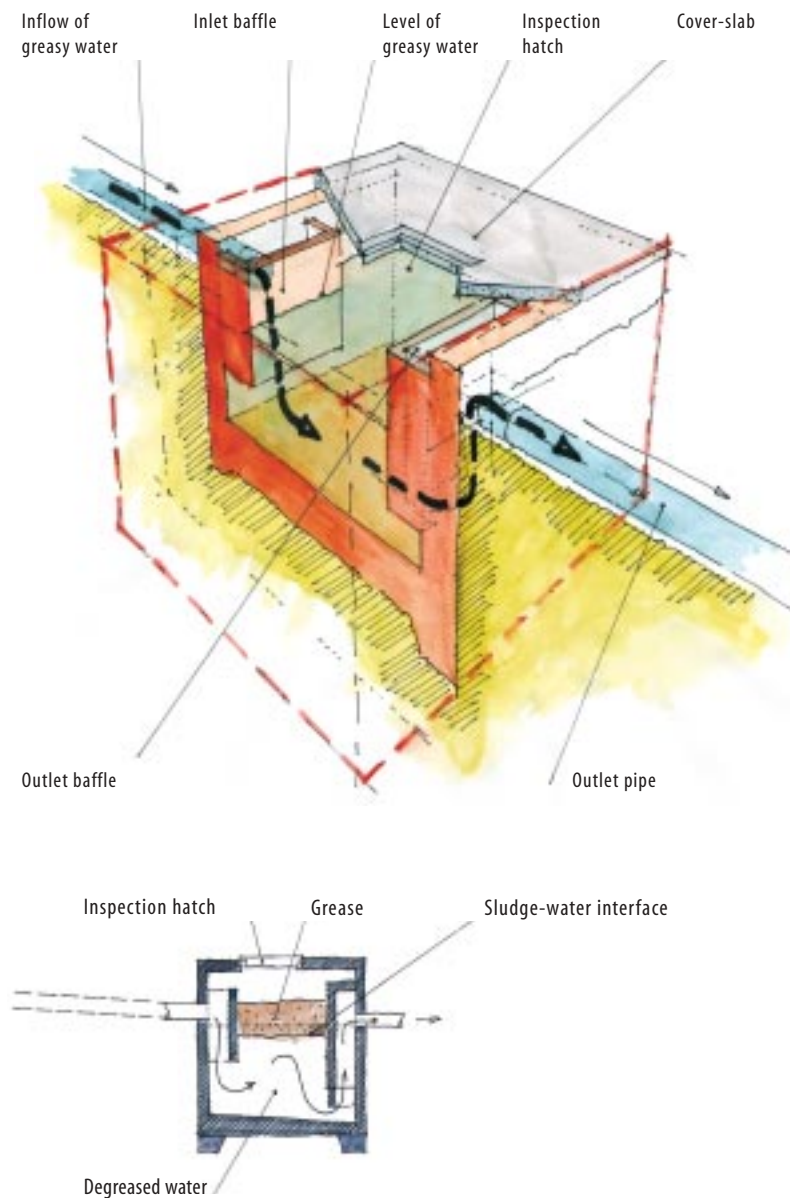 Inflow of
greasy water
Inlet baffle
Level of
greasy water
Inspection
hatch
Cover-slab
Outlet baffle
Outlet pipe
Inspection hatch
Grease
Sludge-water interface
Degreased water